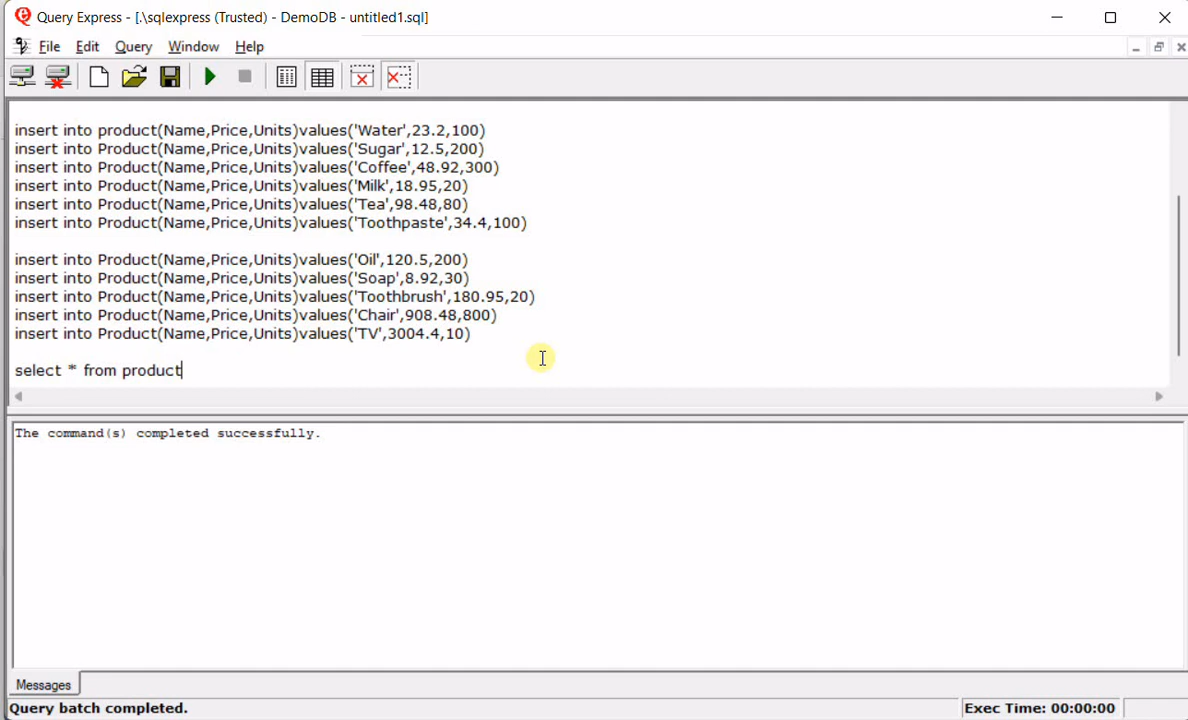 Query Express - [.\sqlexpress (Trusted) - DemoDB - untitled1.sql]
File Edit Query Window Help
insert into product(Name,Price,Units)values('Water',23.2,100)
insert into Product(Name,Price,Units)values('Sugar',12.5,200)
insert into Product(Name,Price,Units)values('Coffee',48.92,300)
insert into Product(Name,Price,Units)values('Milk',18.95,20)
insert into Product(Name,Price,Units)values('Tea',98.48,80)
insert into Product(Name,Price,Units)values('Toothpaste',34.4,100)
insert into Product(Name,Price,Units)values('Oil',120.5,200)
insert into Product(Name,Price,Units)values('Soap',8.92,30)
insert into Product(Name,Price,Units)values('Toothbrush',180.95,20)
insert into Product(Name,Price,Units)values('Chair',908.48,800)
insert into Product(Name,Price,Units)values('TV',3004.4,10)
select * from product
The command(s) completed successfully.
Messages
Query batch completed. Exec Time: 00:00:00